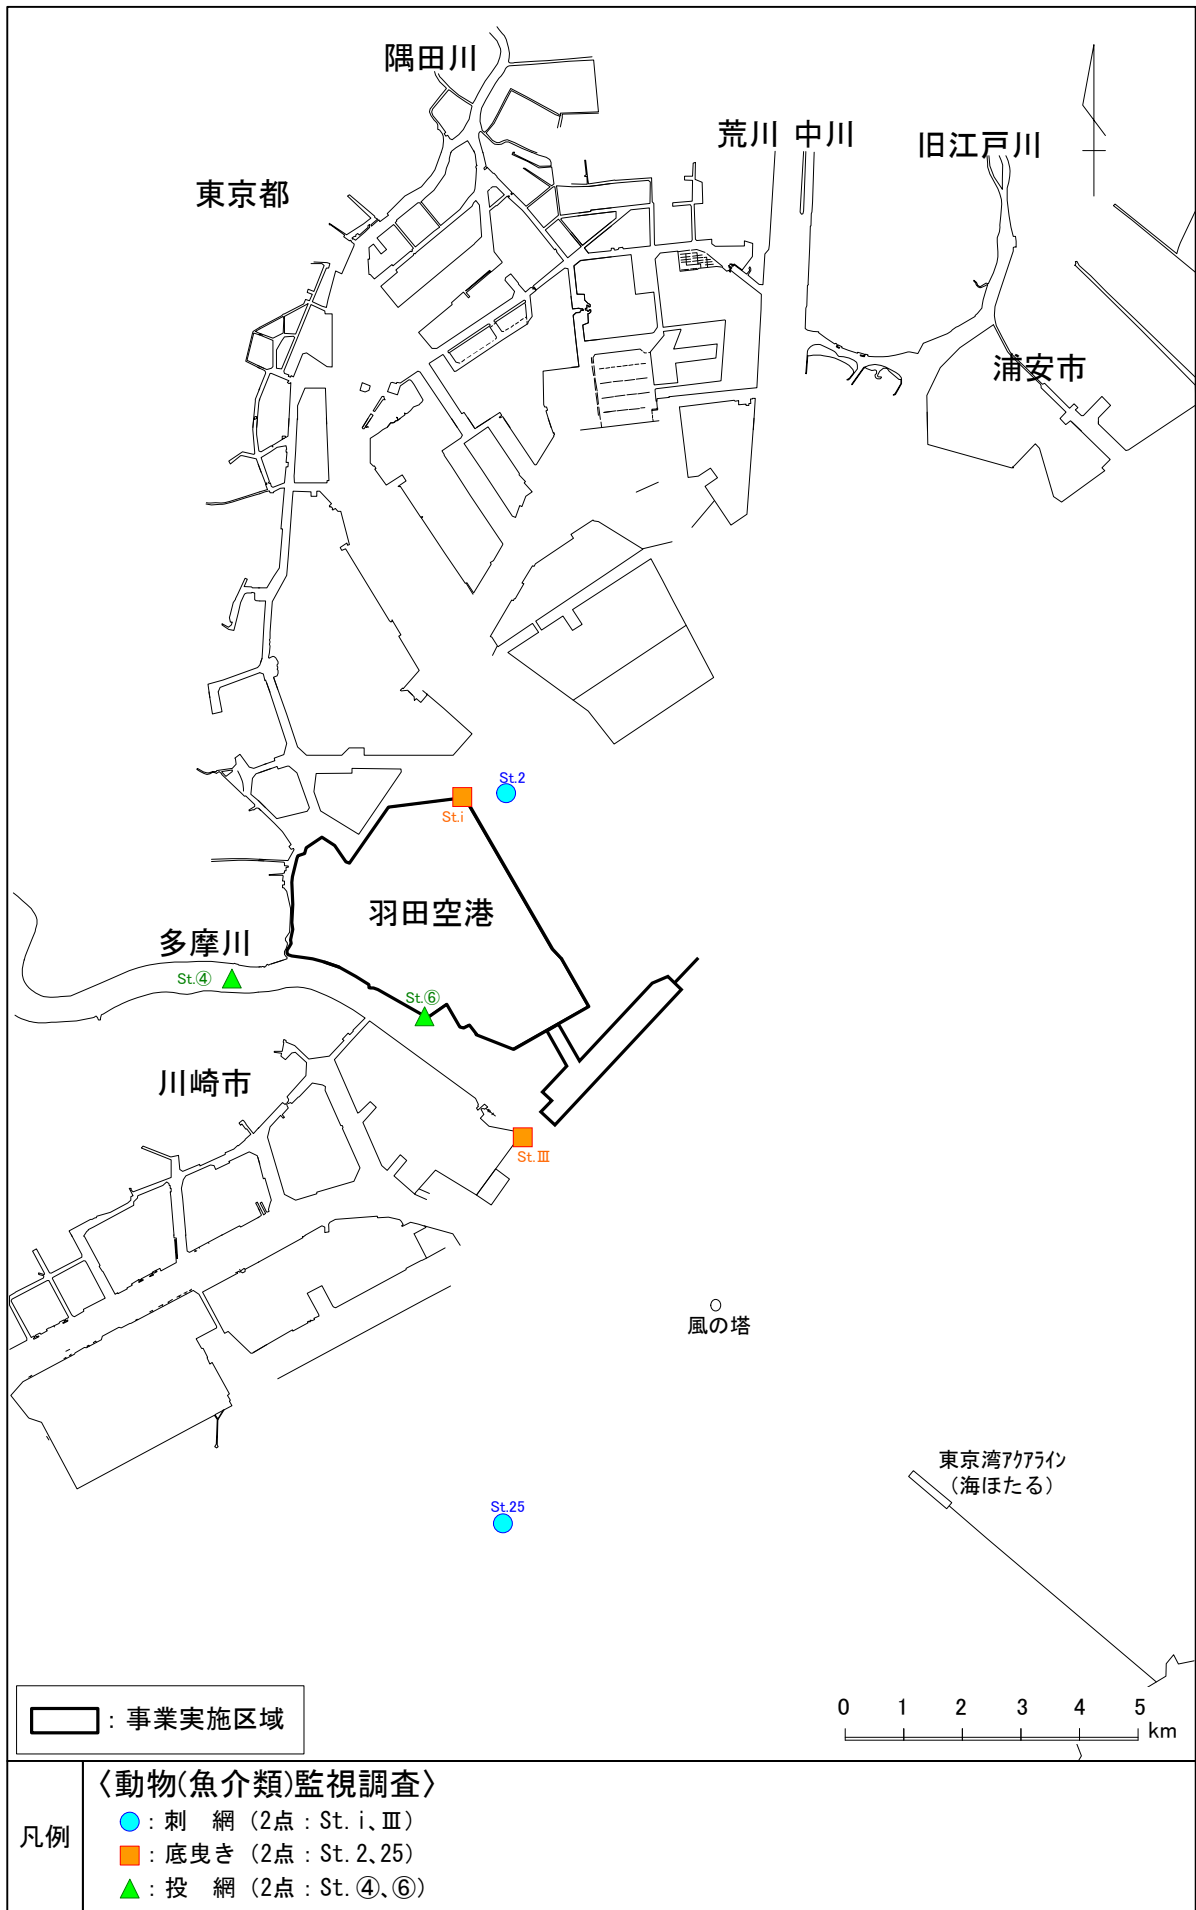 隅田川
荒川 中川
旧江戸川
東京都
浦安市
St.2
St.i
羽田空港
多摩川
St.④
St.⑥
川崎市
St.Ⅲ
風の塔
東京湾アクアライン
（海ほたる）
St.25
：事業実施区域
0 1 2 3 4 5
km
凡例
〈動物(魚介類)監視調査〉
：刺　網（2点：St. i、Ⅲ）
：底曳き（2点：St. 2、25）
：投　網（2点：St. ④、⑥）